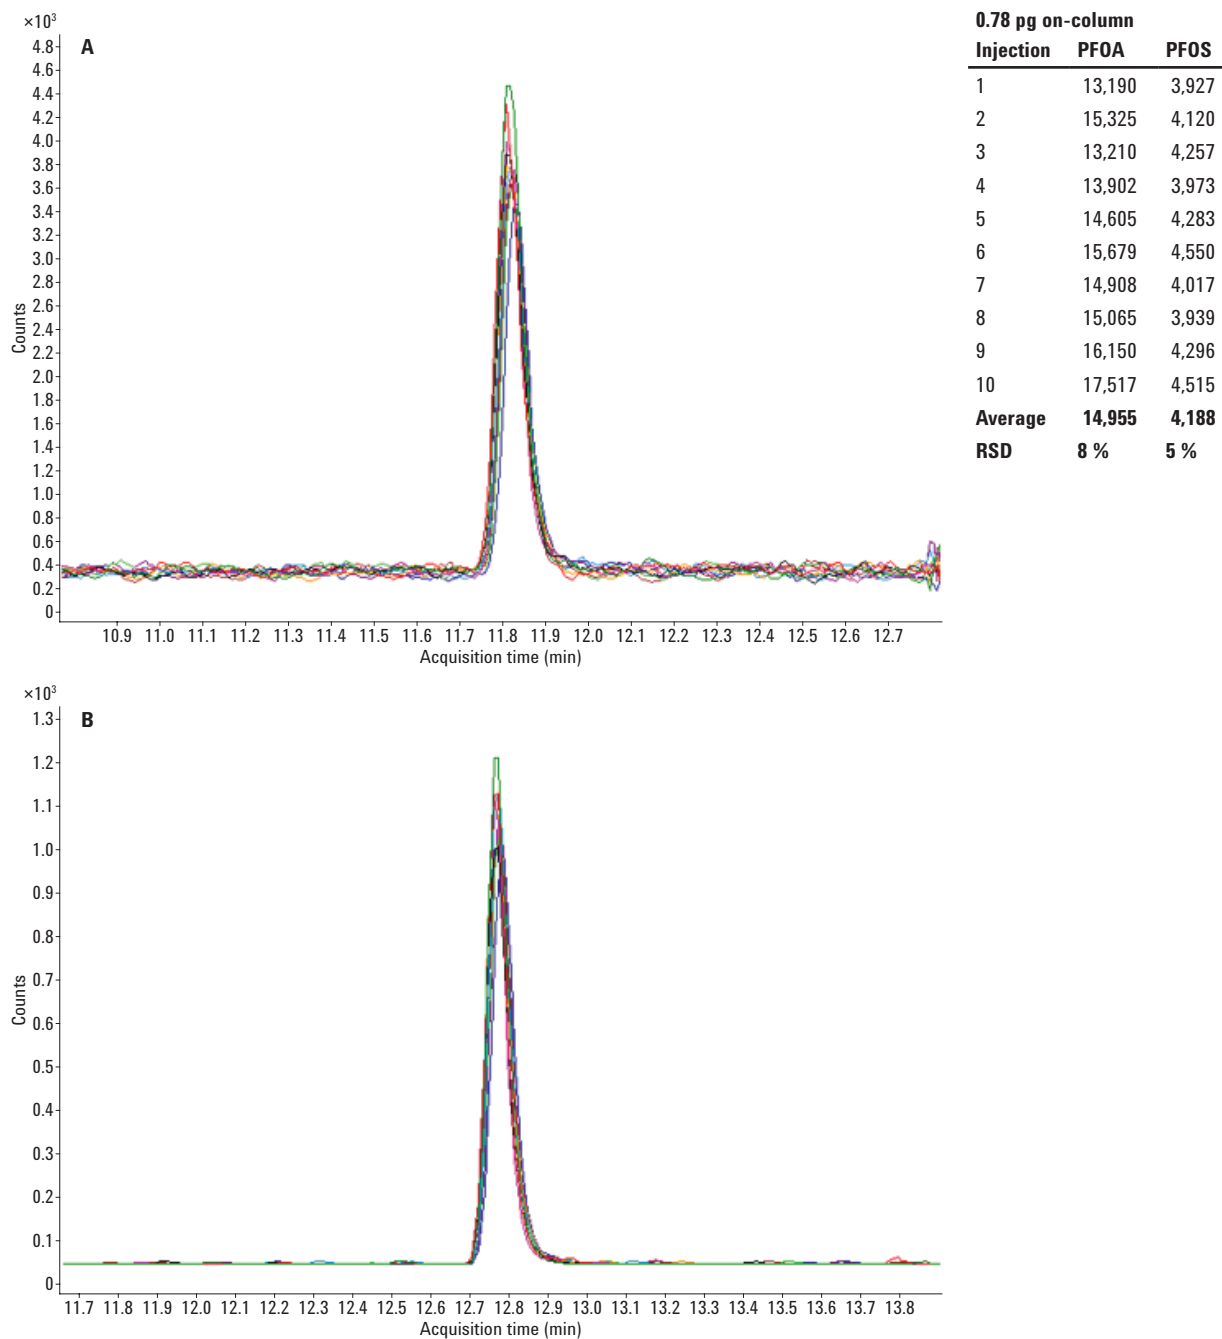 ×10³
A
4.8
4.6
4.4
4.2
4.0
3.8
3.6
3.4
3.2
3.0
2.8
2.6
2.4
2.2
2.0
1.8
1.6
1.4
1.2
1.0
0.8
0.6
0.4
0.2
0
Counts
10.9 11.0 11.1 11.2 11.3 11.4 11.5 11.6 11.7 11.8 11.9 12.0 12.1 12.2 12.3 12.4 12.5 12.6 12.7
Acquisition time (min)
0.78 pg on-column
Injection PFOA PFOS
1 13,190 3,927
2 15,325 4,120
3 13,210 4,257
4 13,902 3,973
5 14,605 4,283
6 15,679 4,550
7 14,908 4,017
8 15,065 3,939
9 16,150 4,296
10 17,517 4,515
Average 14,955 4,188
RSD 8 % 5 %
×10³
B
1.3
1.2
1.1
1.0
0.9
0.8
0.7
0.6
0.5
0.4
0.3
0.2
0.1
0
Counts
11.7 11.8 11.9 12.0 12.1 12.2 12.3 12.4 12.5 12.6 12.7 12.8 12.9 13.0 13.1 13.2 13.3 13.4 13.5 13.6 13.7 13.8
Acquisition time (min)